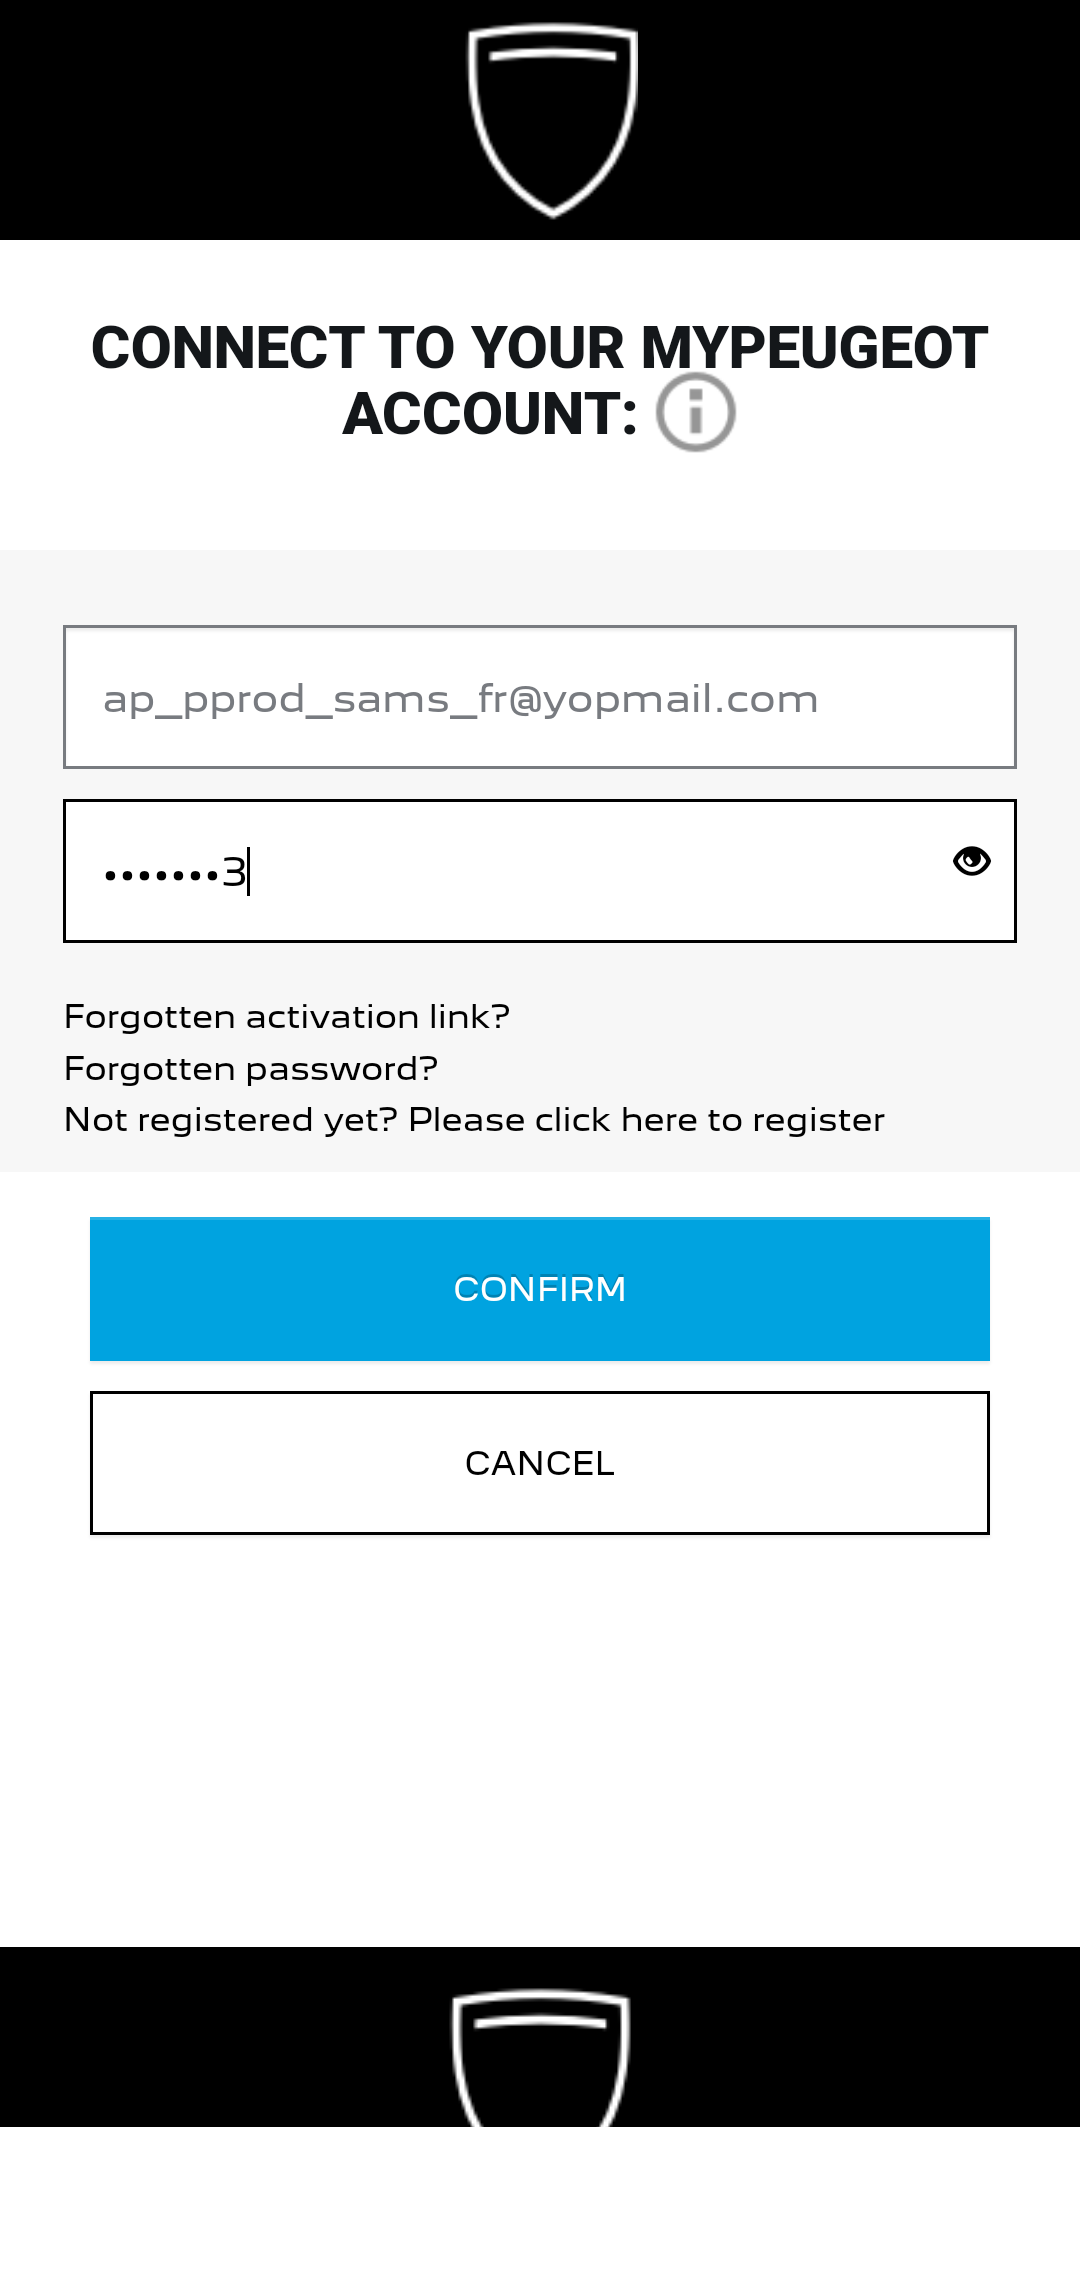 CONNECT TO YOUR MYPEUGEOT
ACCOUNT:
ap_pprod_sams_fr@yopmail.com
•••••••3
Forgotten activation link?
Forgotten password?
Not registered yet? Please click here to register
CONFIRM
CANCEL